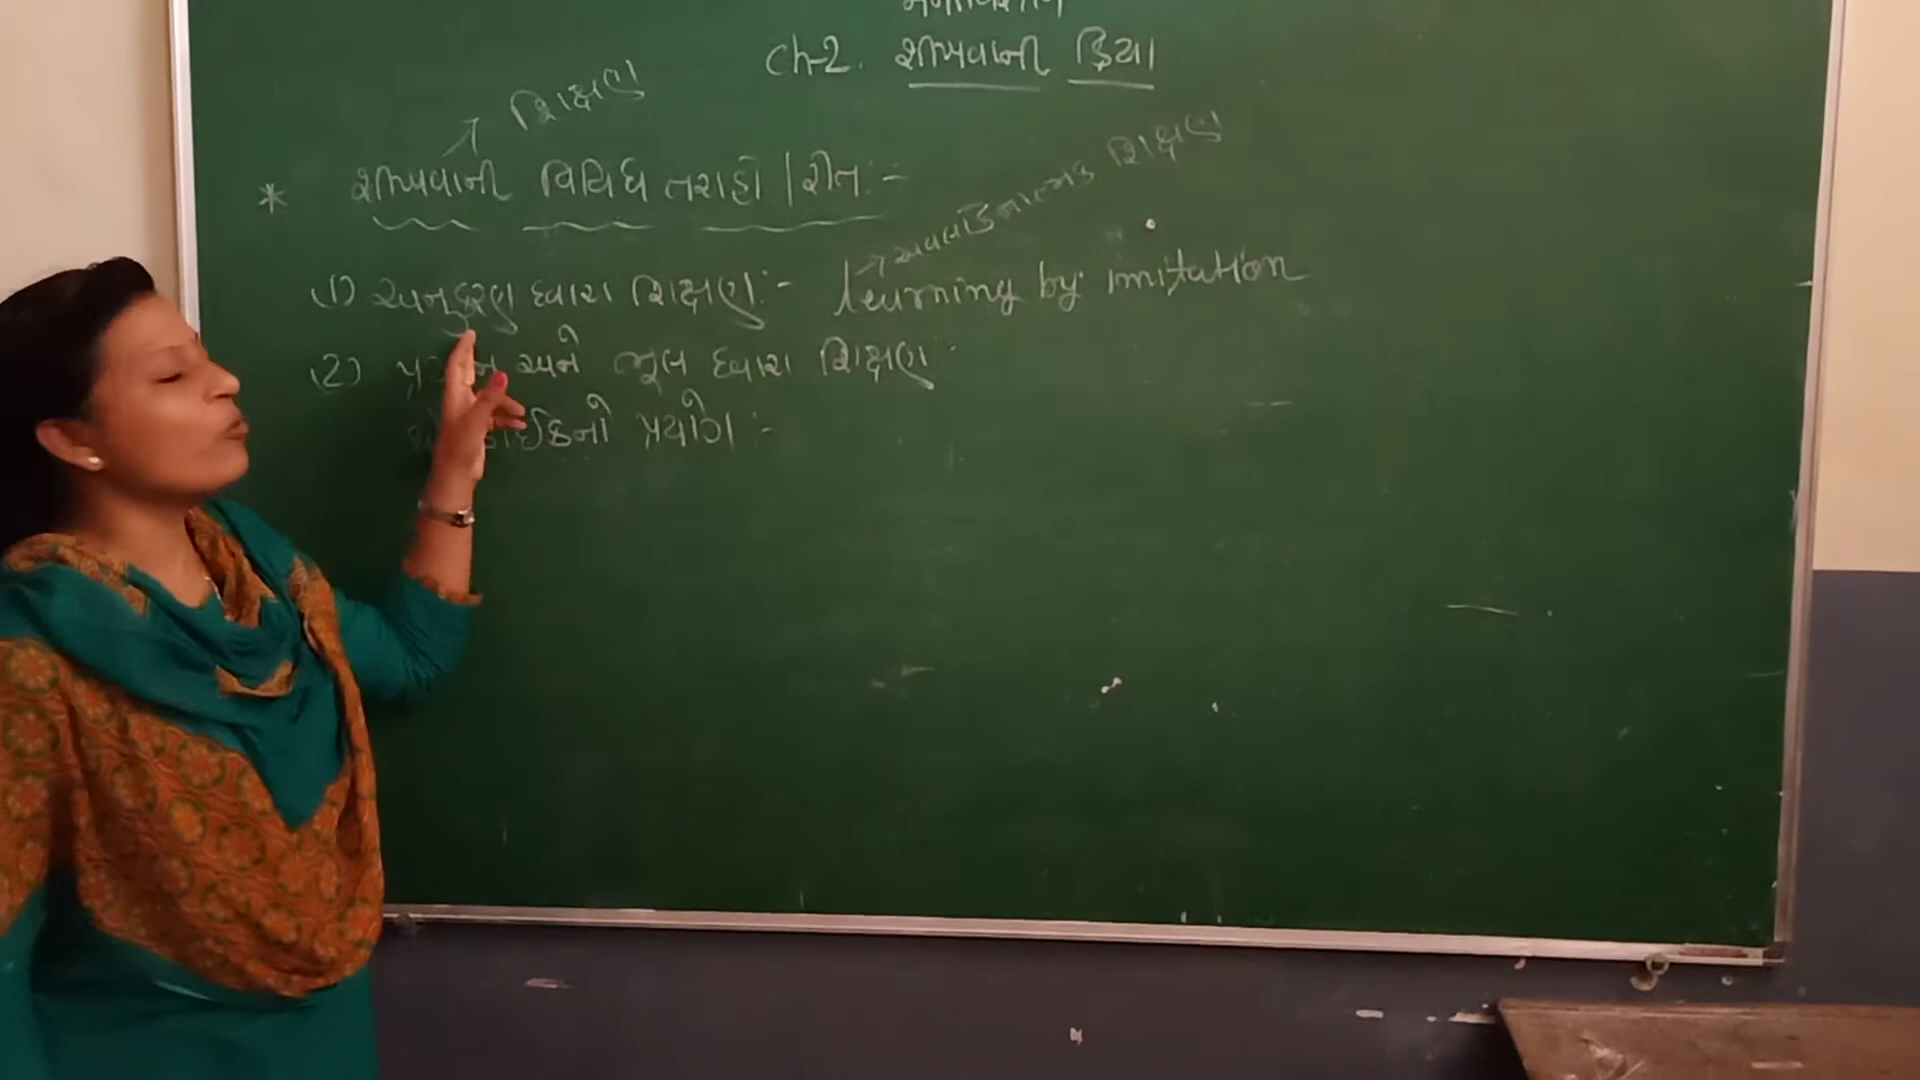 Ch-2. શીખવાની ક્રિયા
શિક્ષણ
* શીખવાની વિવિધ તરાહો / રીત :-
અવલોકનાત્મક શિક્ષણ
(1) અનુકરણ દ્વારા શિક્ષણ :- learning by imitation
(2) અને ભૂલ દ્વારા શિક્ષણ
પ્રયોગ :-